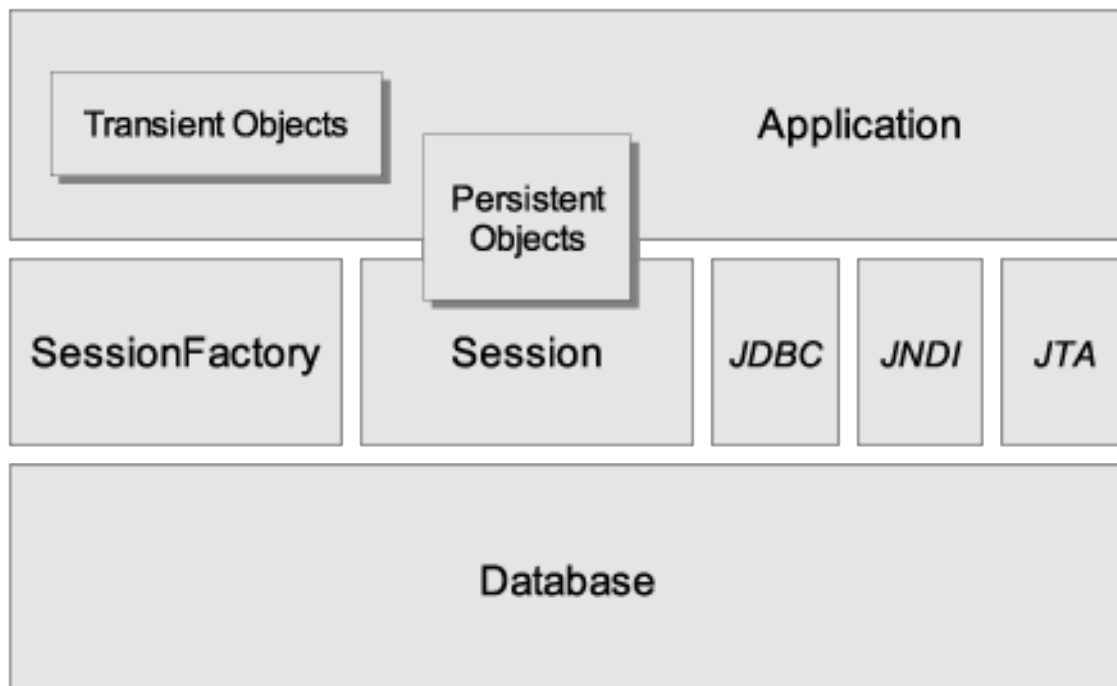 Transient Objects
Application
Persistent
Objects
SessionFactory
Session
JDBC
JNDI
JTA
Database